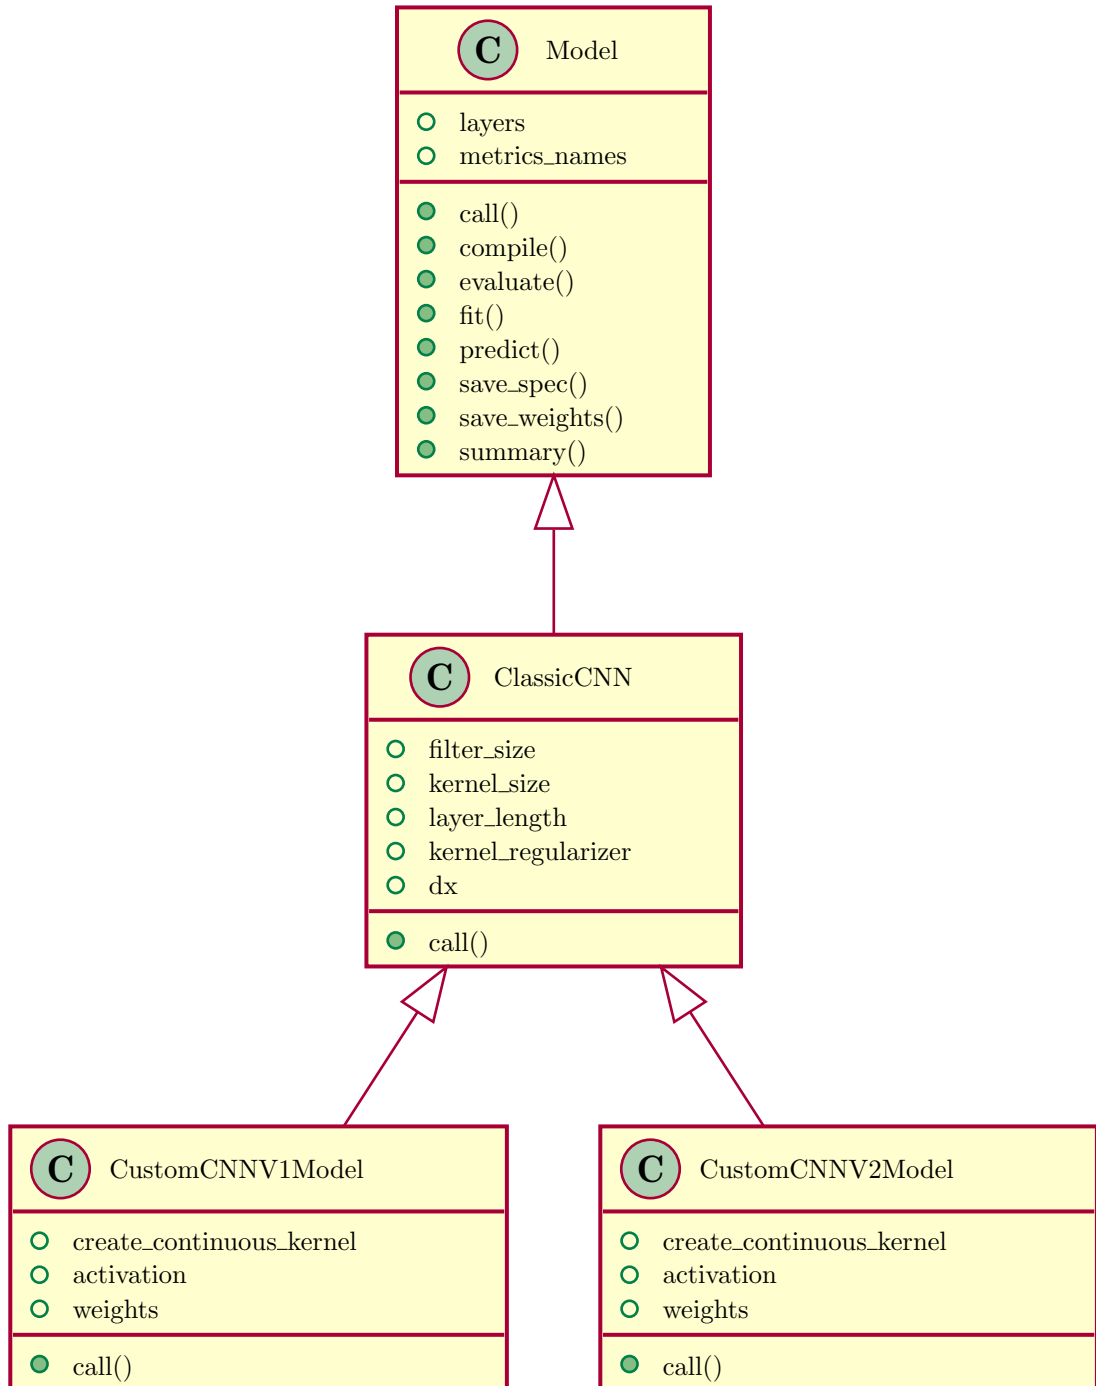 C Model
layers
metrics_names
call()
compile()
evaluate()
fit()
predict()
save_spec()
save_weights()
summary()
C ClassicCNN
filter_size
kernel_size
layer_length
kernel_regularizer
dx
call()
C CustomCNNV1Model
create_continuous_kernel
activation
weights
call()
C CustomCNNV2Model
create_continuous_kernel
activation
weights
call()